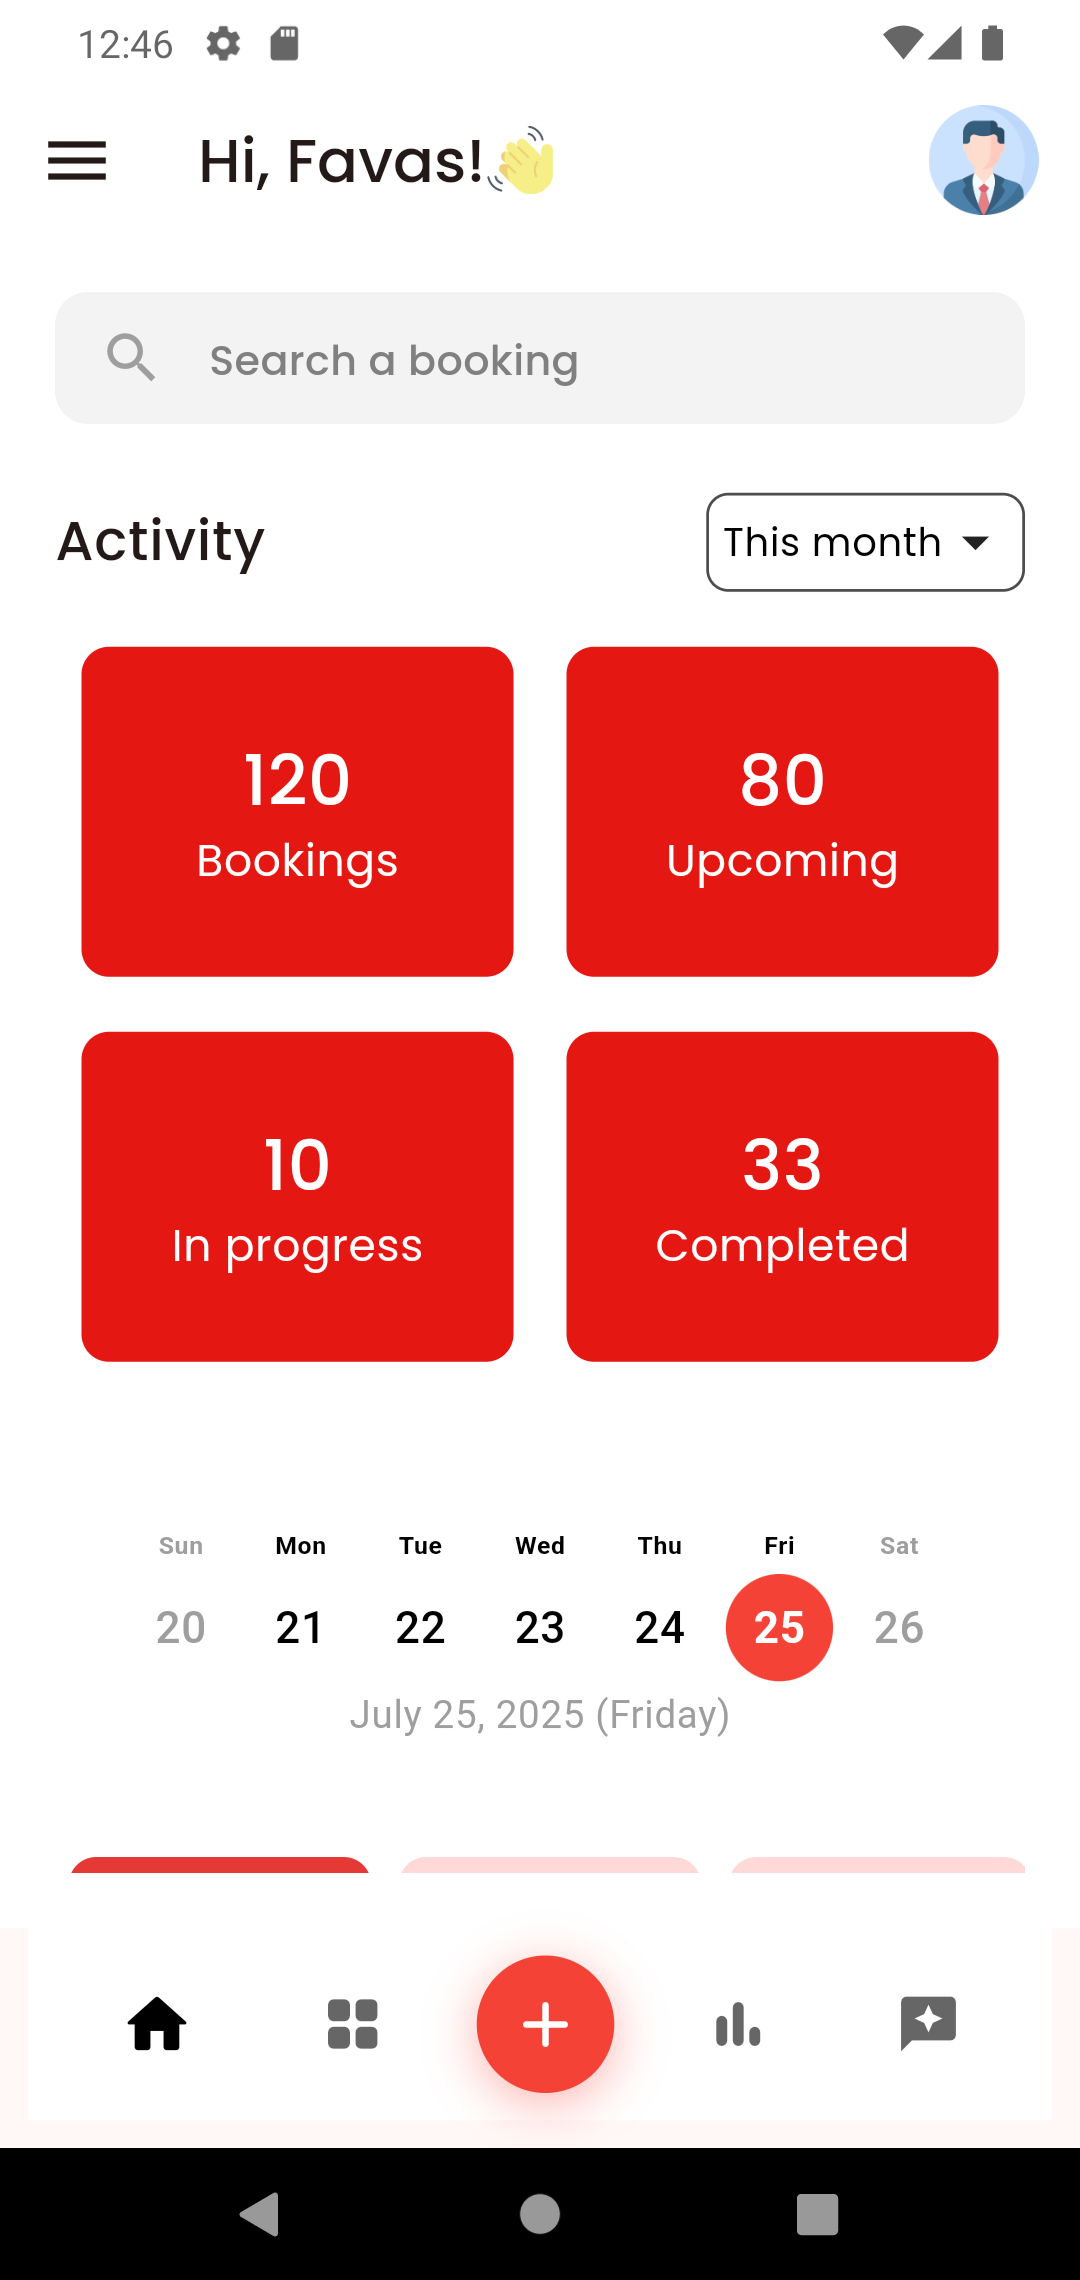 12:46
Hi, Favas!👋
Search a booking
Activity
This month
120
Bookings
80
Upcoming
10
In progress
33
Completed
Sun Mon Tue Wed Thu Fri Sat
20 21 22 23 24 25 26
July 25, 2025 (Friday)